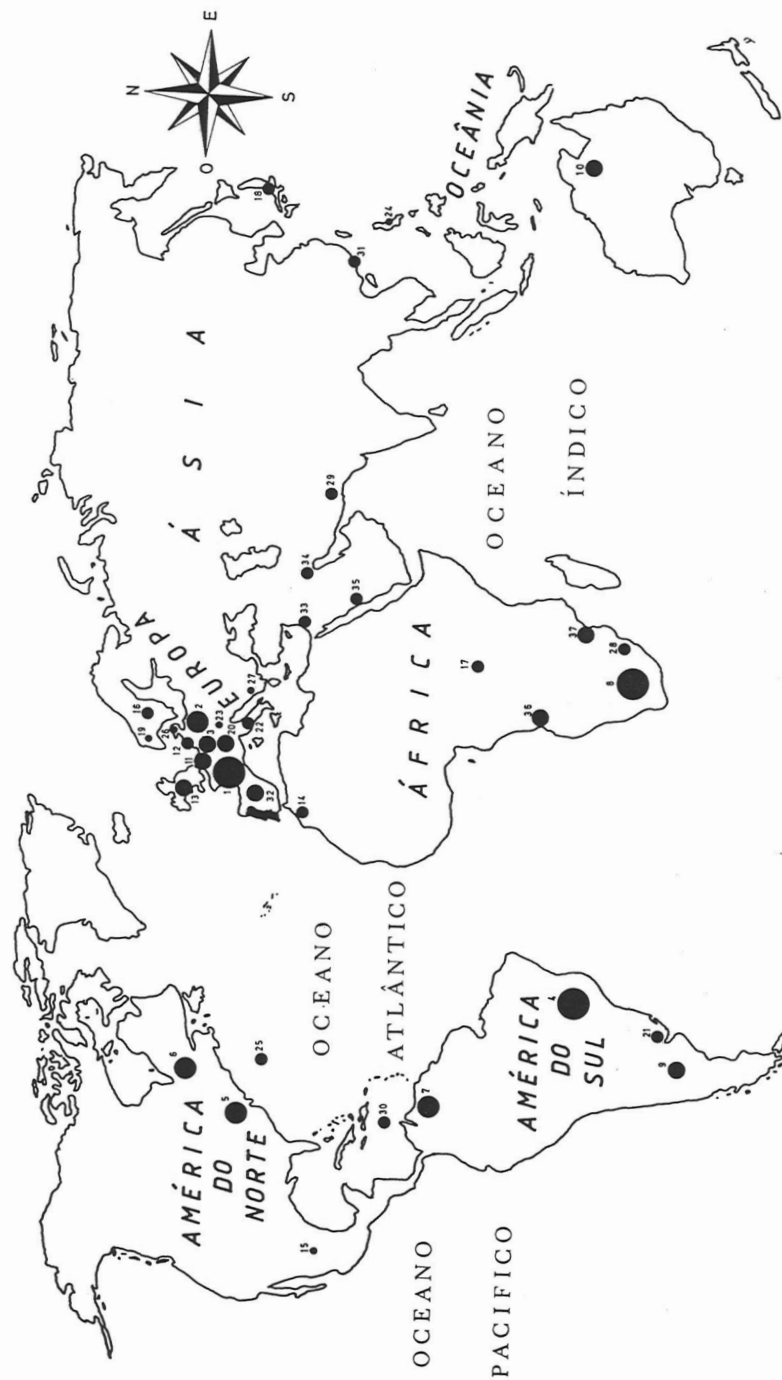 N
O
E
S
AMÉRICA
DO
NORTE
EUROPA
ÁSIA
OCEANO
ATLÂNTICO
ÁFRICA
OCEÂNIA
OCEANO
PACIFICO
AMÉRICA
DO
SUL
OCEANO
ÍNDICO
1
2
3
4
5
6
7
8
9
10
11
12
13
14
15
16
17
18
19
20
21
22
23
24
25
26
27
28
29
30
31
32
33
34
35
36
37